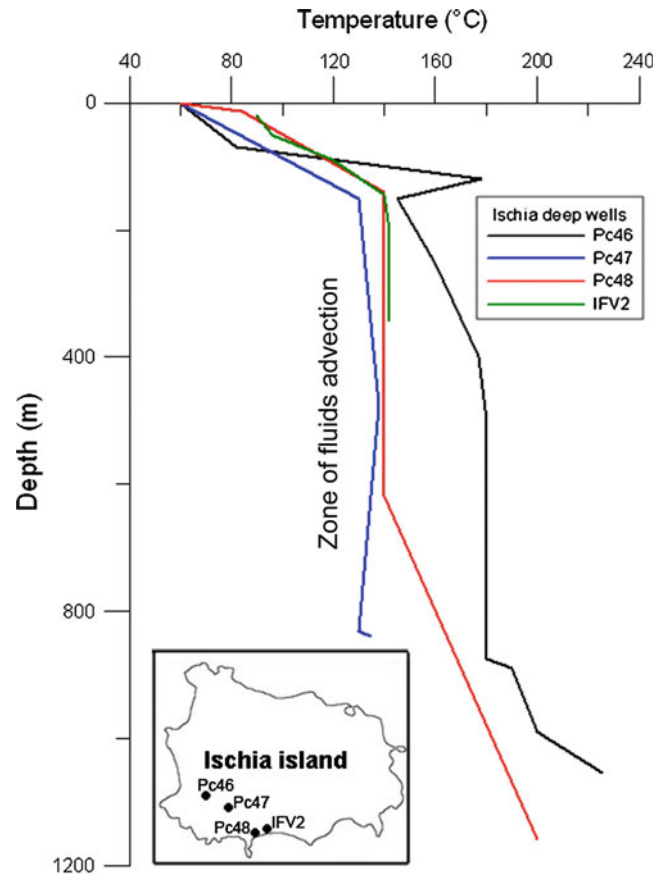 Temperature (°C)
40 80 120 160 200 240
0
400
800
1200
Depth (m)
Zone of fluids advection
Ischia deep wells
Pc46
Pc47
Pc48
IFV2
Ischia island
Pc46
Pc47
Pc48
IFV2